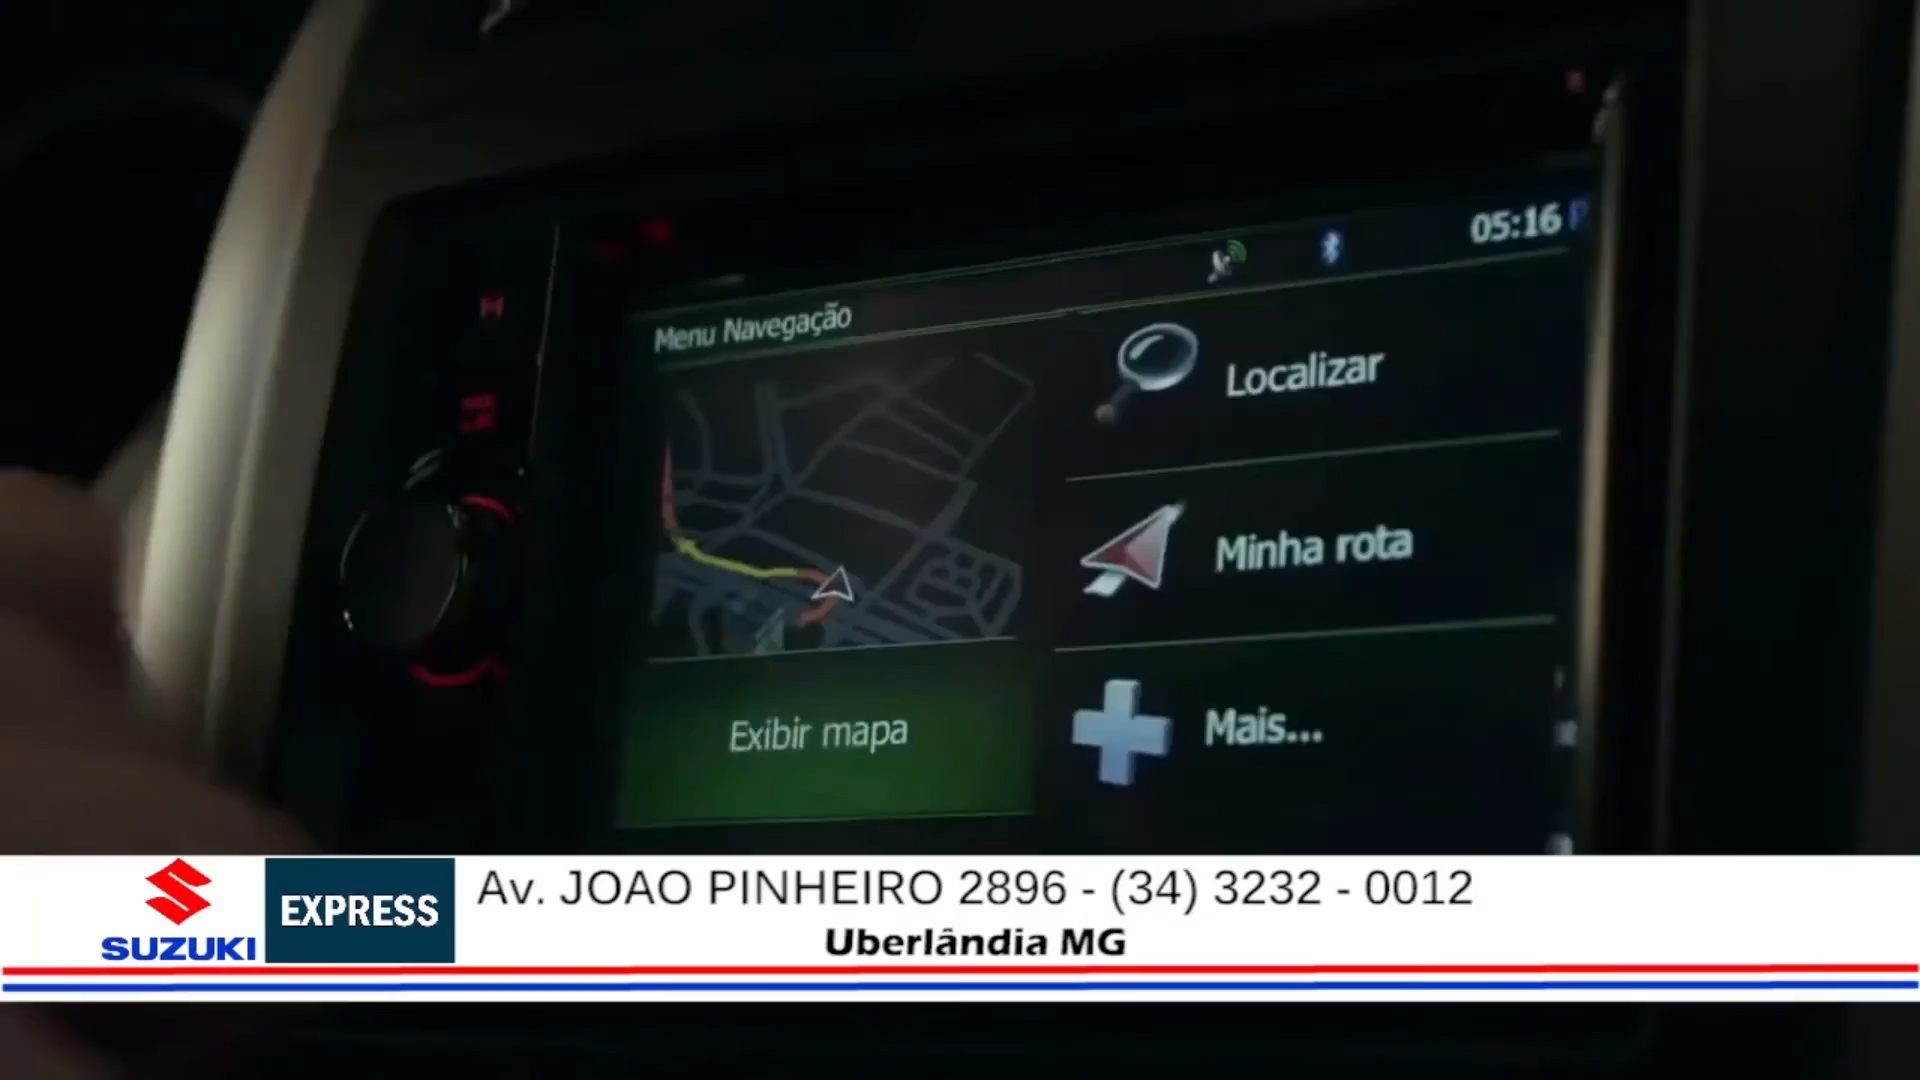 05:16 P
Menu Navegação
Localizar
Minha rota
Exibir mapa
Mais...
SUZUKI
EXPRESS
Av. JOAO PINHEIRO 2896 - (34) 3232 - 0012
Uberlândia MG